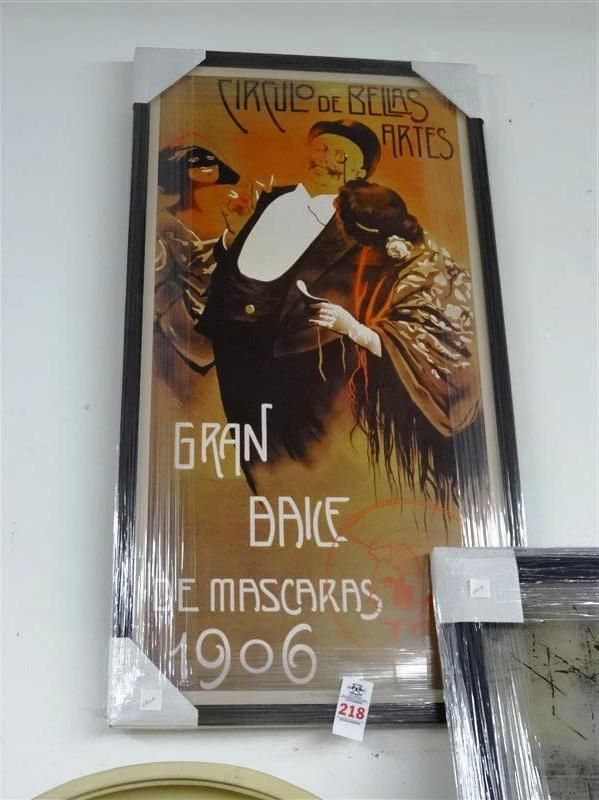 CIRCULO DE BELLAS
ARTES
GRAN
BAILE
DE MASCARAS
1906
218